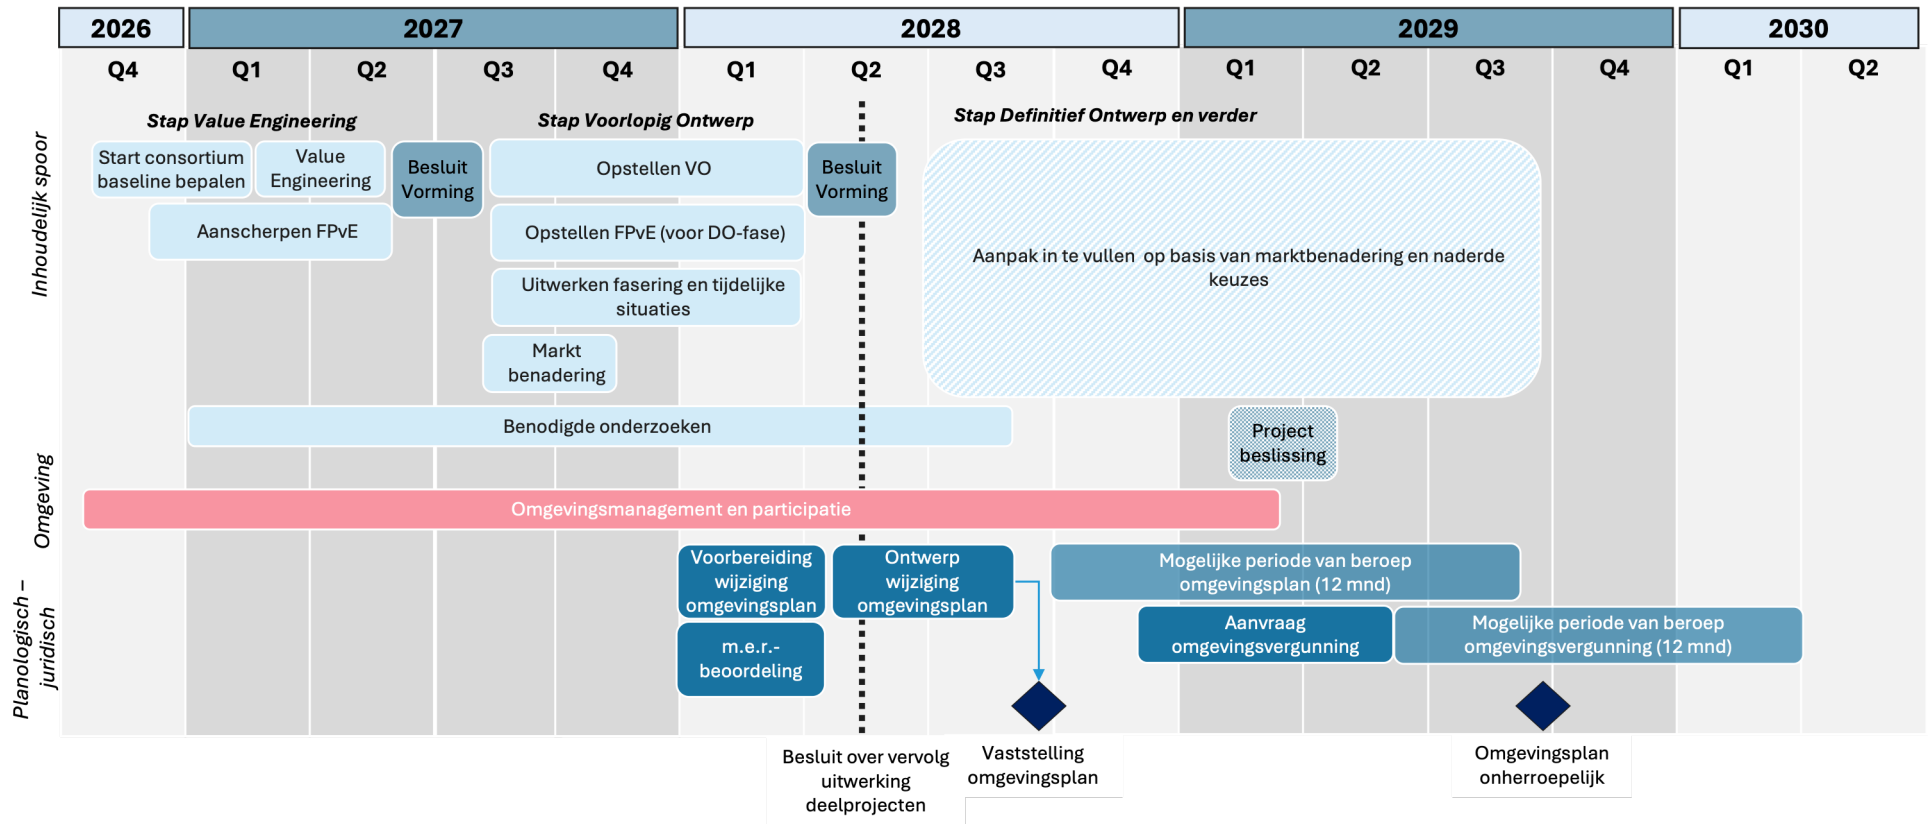 2026
2027
2028
2029
2030
Q4
Q1
Q2
Q3
Q4
Q1
Q2
Q3
Q4
Q1
Q2
Q3
Q4
Q1
Q2
Inhoudelijk spoor
Stap Value Engineering
Stap Voorlopig Ontwerp
Stap Definitief Ontwerp en verder
Start consortium
baseline bepalen
Value
Engineering
Besluit
Vorming
Opstellen VO
Besluit
Vorming
Aanscherpen FPvE
Opstellen FPvE (voor DO-fase)
Uitwerken fasering en tijdelijke
situaties
Markt
benadering
Aanpak in te vullen op basis van marktbenadering en naderde
keuzes
Benodigde onderzoeken
Project
beslissing
Omgeving
Omgevingsmanagement en participatie
Planologisch –
juridisch
Voorbereiding
wijziging
omgevingsplan
Ontwerp
wijziging
omgevingsplan
Mogelijke periode van beroep
omgevingsplan (12 mnd)
m.e.r.-
beoordeling
Aanvraag
omgevingsvergunning
Mogelijke periode van beroep
omgevingsvergunning (12 mnd)
Besluit over vervolg
uitwerking
deelprojecten
Vaststelling
omgevingsplan
Omgevingsplan
onherroepelijk